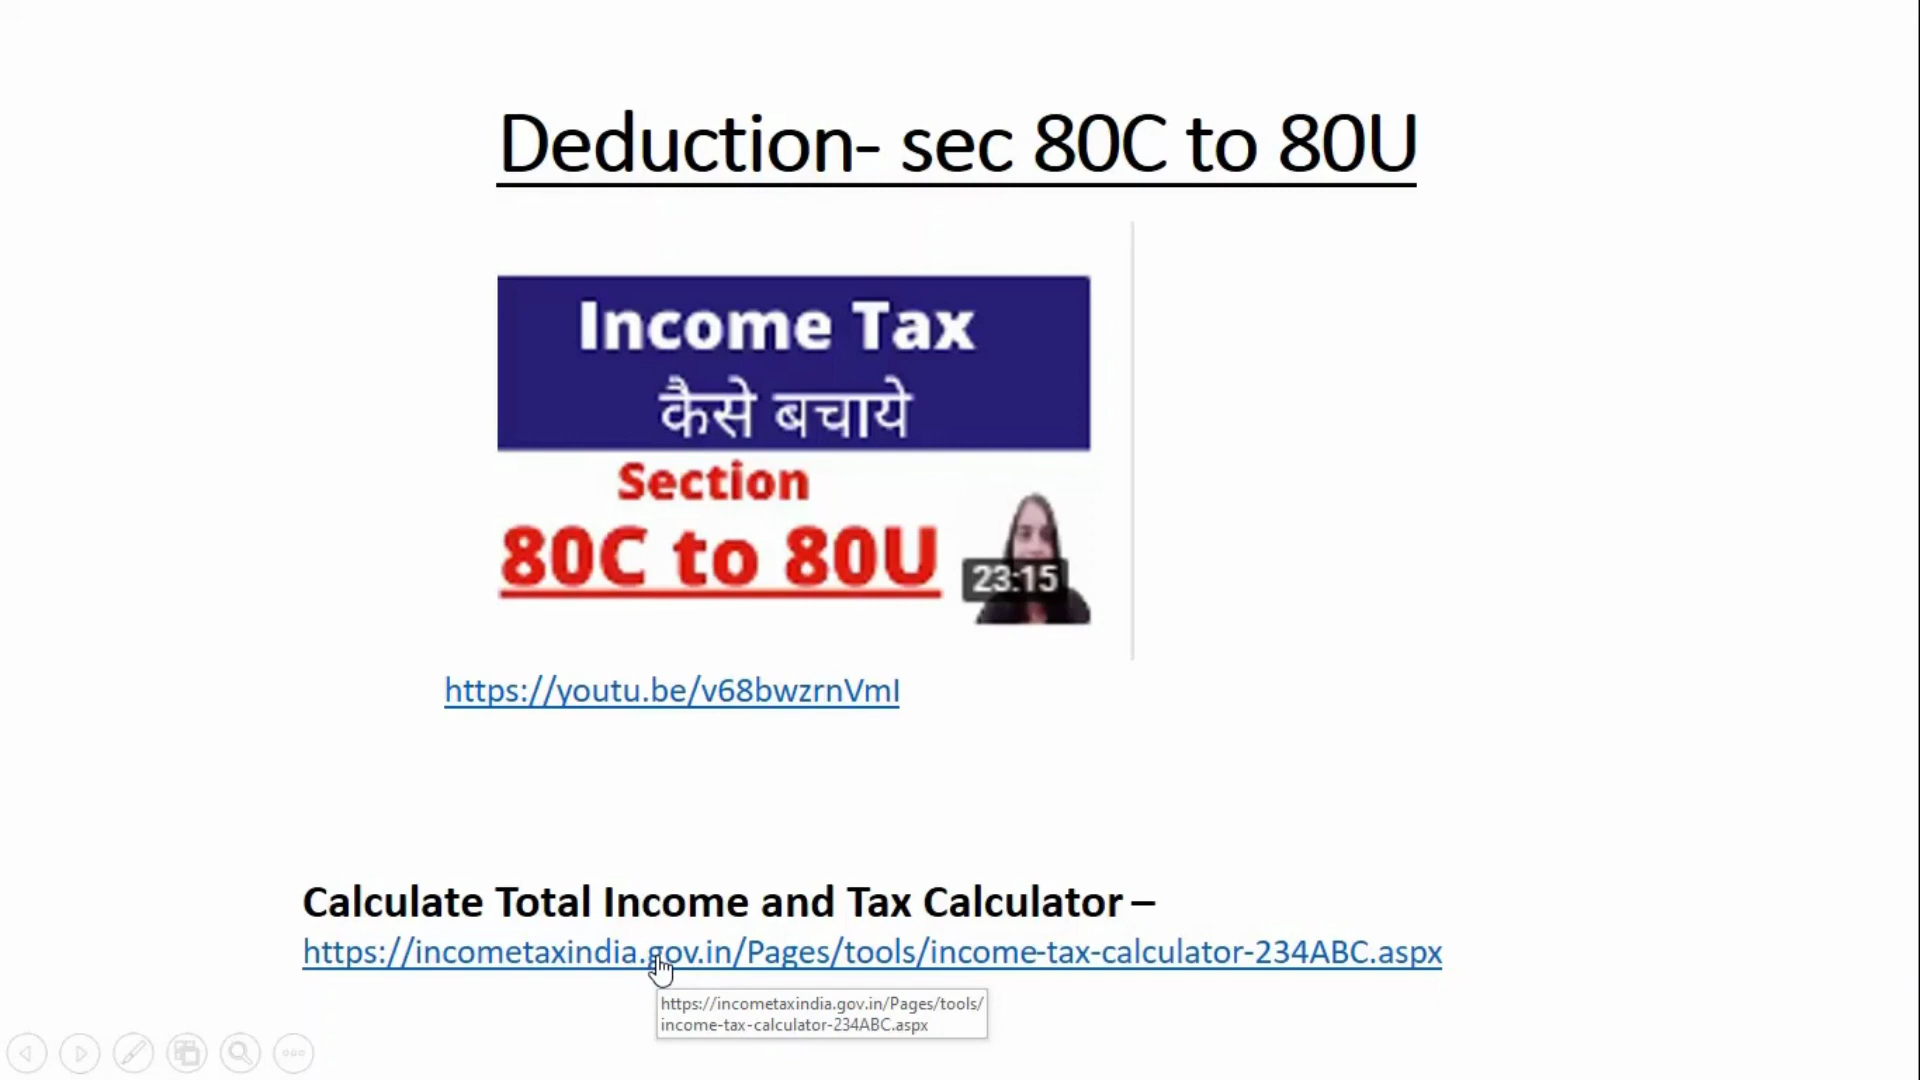 Deduction- sec 80C to 80U
Income Tax
कैसे बचाये
Section
80C to 80U
23:15
https://youtu.be/v68bwzrnVmI
Calculate Total Income and Tax Calculator –
https://incometaxindia.gov.in/Pages/tools/income-tax-calculator-234ABC.aspx
https://incometaxindia.gov.in/Pages/tools/
income-tax-calculator-234ABC.aspx